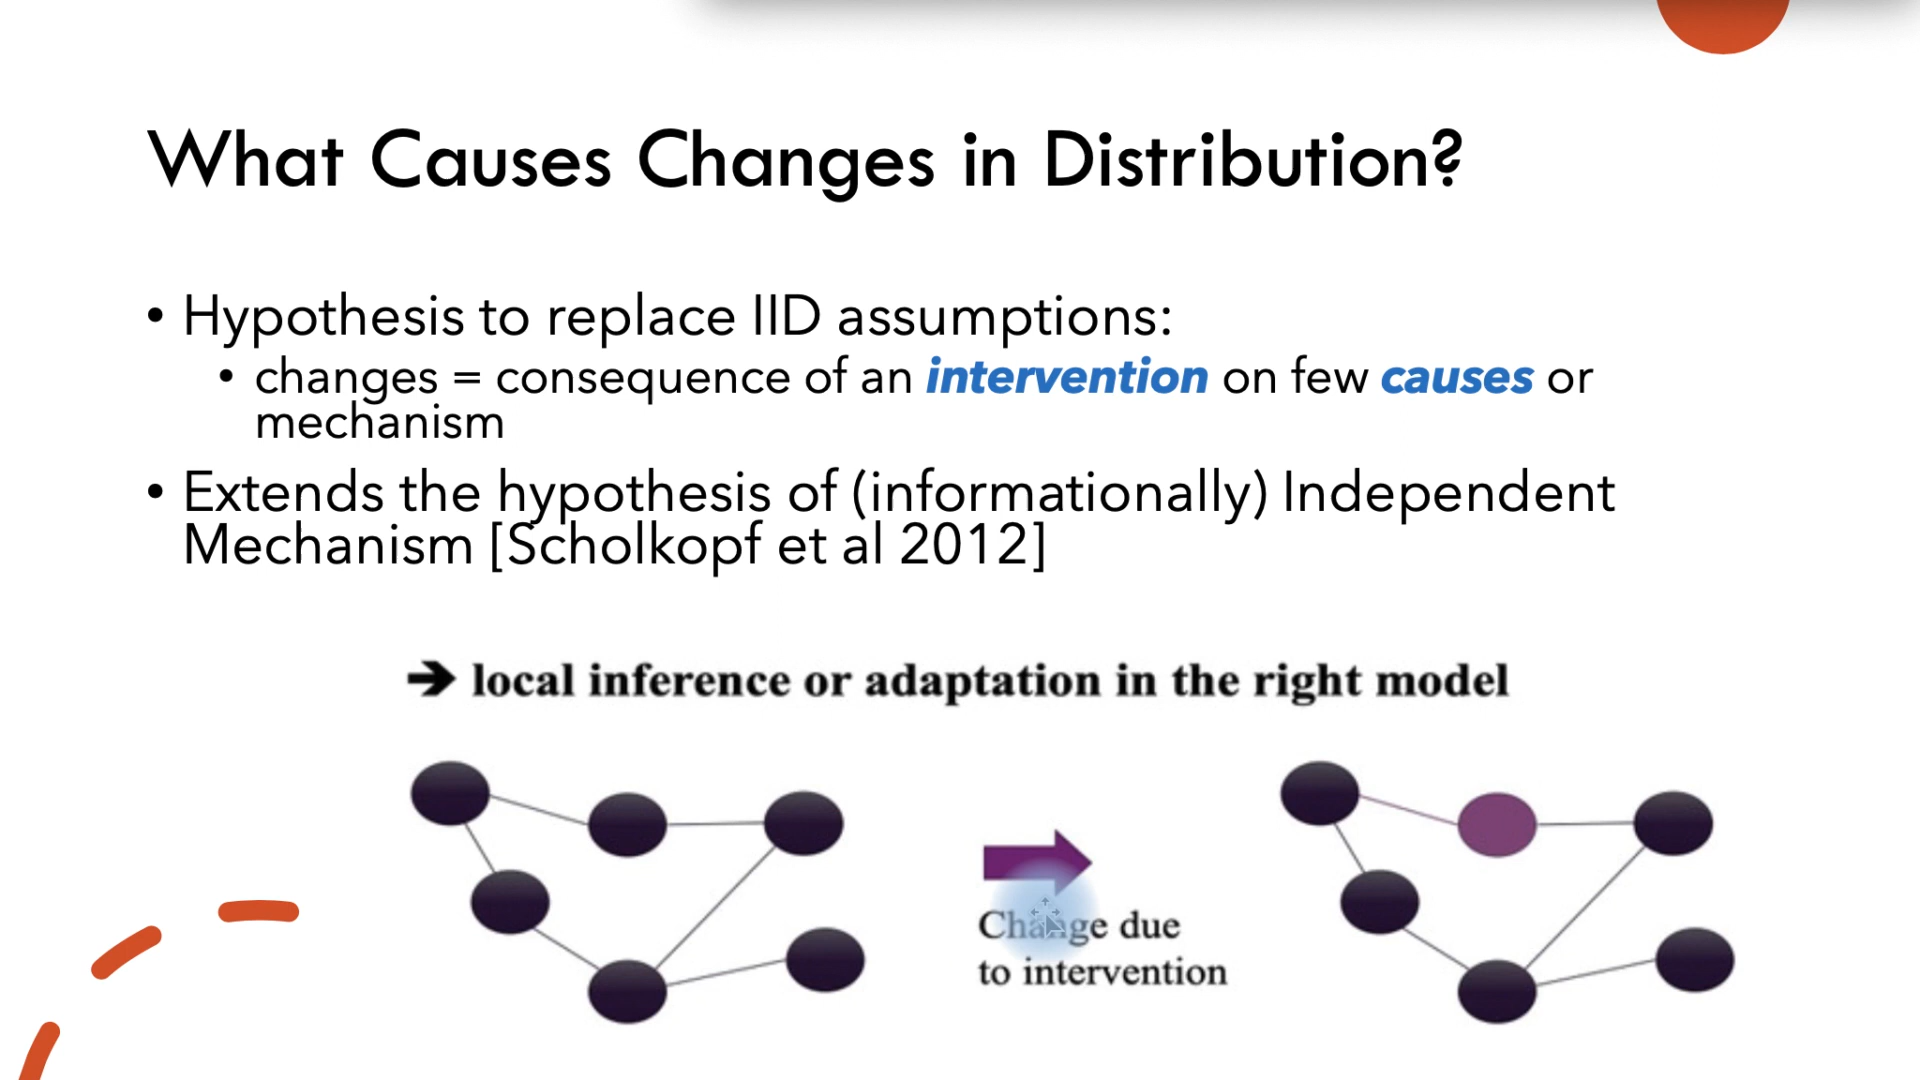 What Causes Changes in Distribution?
• Hypothesis to replace IID assumptions:
• changes = consequence of an intervention on few causes or
mechanism
• Extends the hypothesis of (informationally) Independent
Mechanism [Scholkopf et al 2012]
➔ local inference or adaptation in the right model
Change due
to intervention